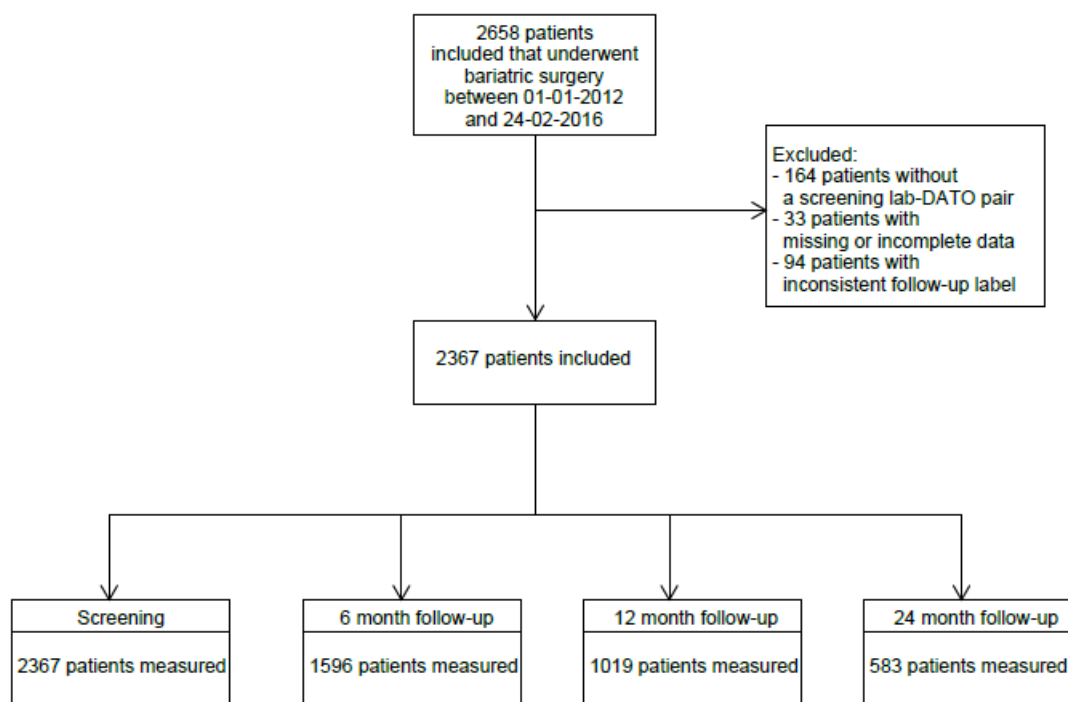 2658 patients
included that underwent
bariatric surgery
between 01-01-2012
and 24-02-2016
Excluded:
- 164 patients without
a screening lab-DATO pair
- 33 patients with
missing or incomplete data
- 94 patients with
inconsistent follow-up label
2367 patients included
Screening
2367 patients measured
6 month follow-up
1596 patients measured
12 month follow-up
1019 patients measured
24 month follow-up
583 patients measured